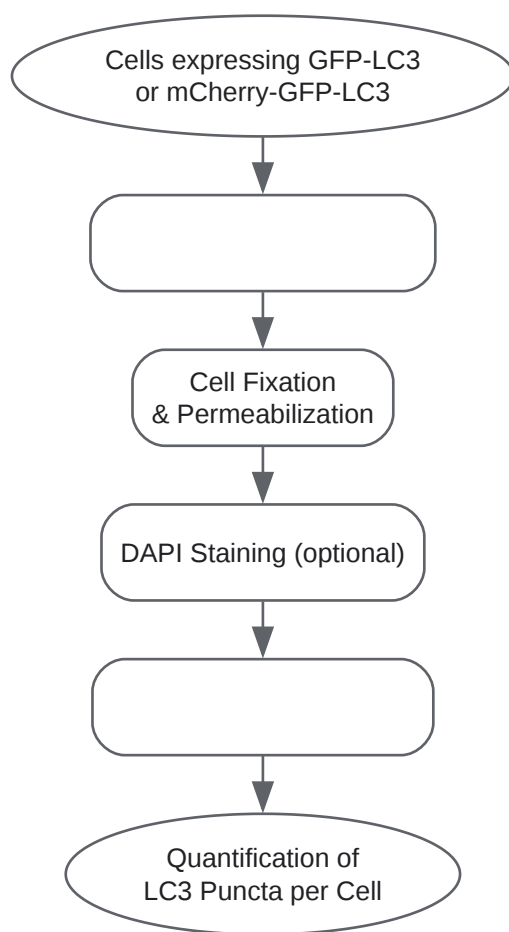 Cells expressing GFP-LC3
or mCherry-GFP-LC3
Cell Fixation
& Permeabilization
DAPI Staining (optional)
Quantification of
LC3 Puncta per Cell